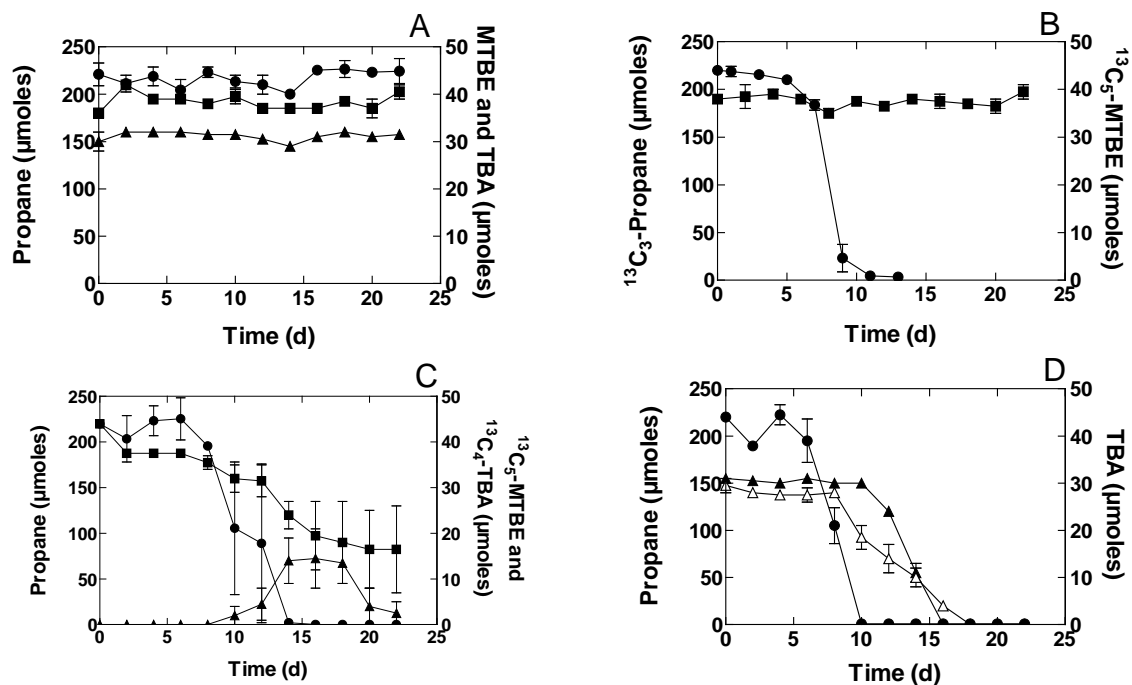 A
Propane (µmoles)
250
200
150
100
50
0
0 5 10 15 20 25
Time (d)
50
40
30
20
10
0
MTBE and TBA (µmoles)
B
¹³C₃-Propane (µmoles)
250
200
150
100
50
0
0 5 10 15 20 25
Time (d)
50
40
30
20
10
0
¹³C₅-MTBE (µmoles)
C
Propane (µmoles)
250
200
150
100
50
0
0 5 10 15 20 25
Time (d)
50
40
30
20
10
0
¹³C₅-MTBE and
¹³C₄-TBA (µmoles)
D
Propane (µmoles)
250
200
150
100
50
0
0 5 10 15 20 25
Time (d)
50
40
30
20
10
0
TBA (µmoles)